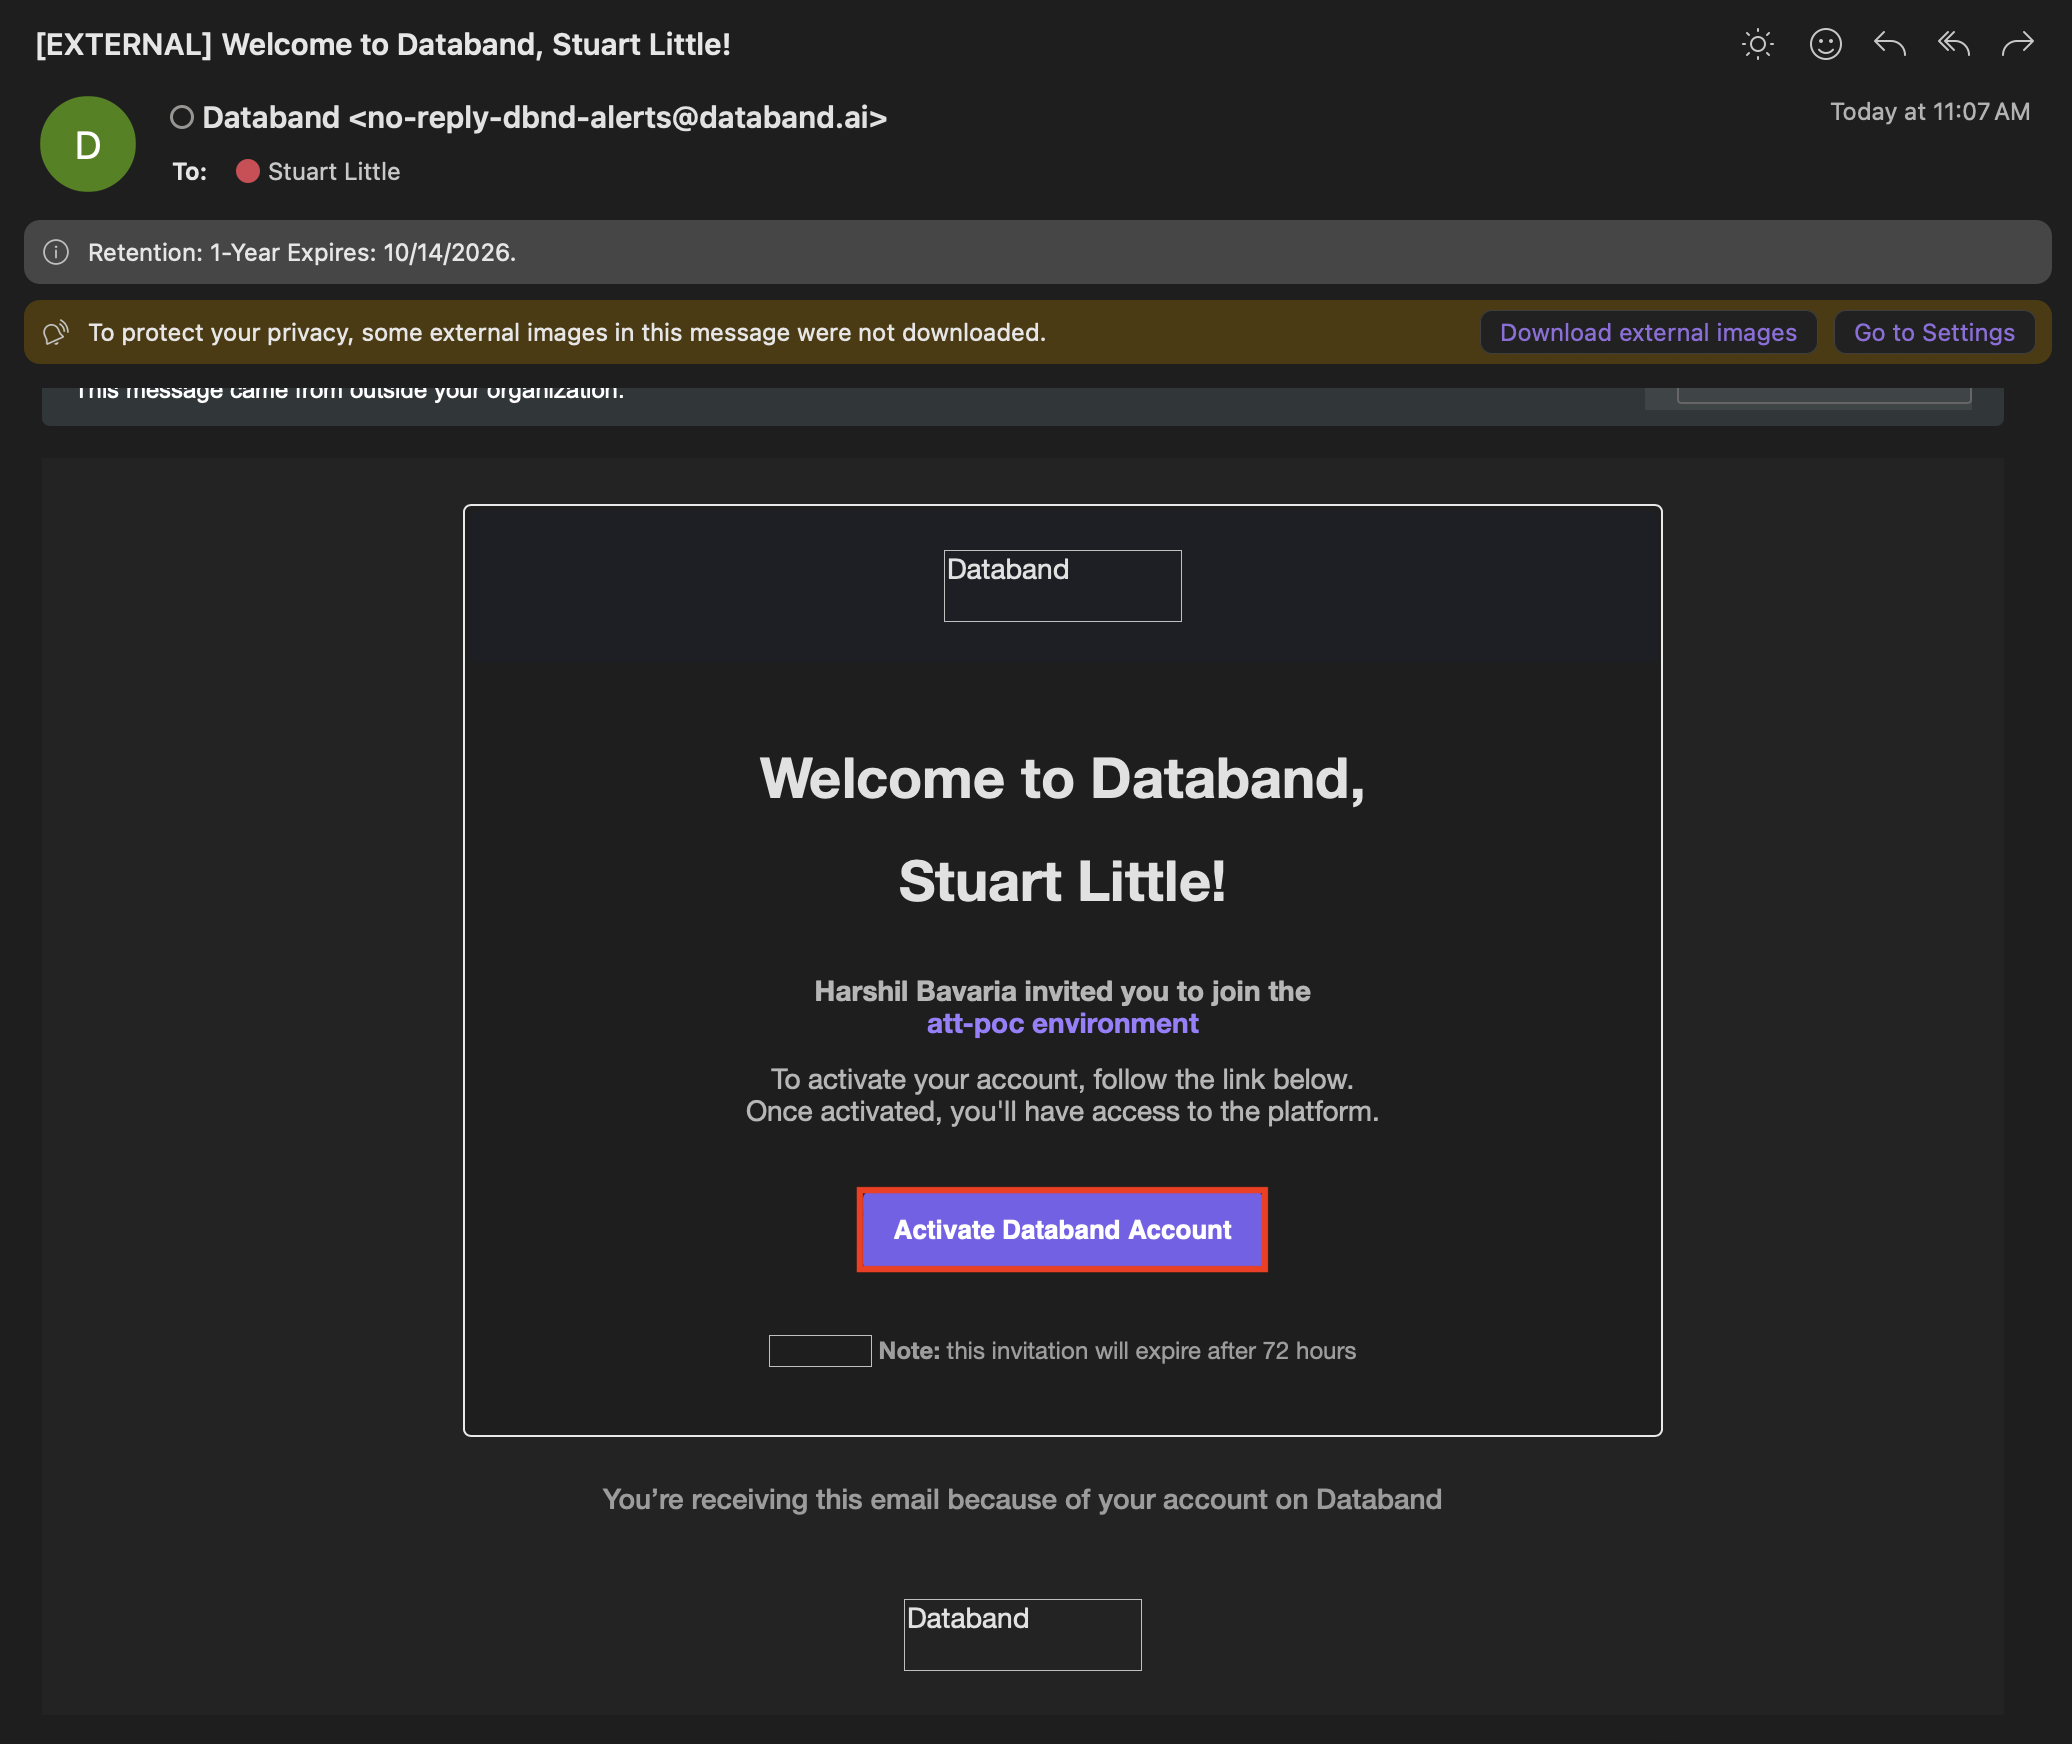 [EXTERNAL] Welcome to Databand, Stuart Little!
D
Databand <no-reply-dbnd-alerts@databand.ai>
Today at 11:07 AM
To: Stuart Little
Retention: 1-Year Expires: 10/14/2026.
To protect your privacy, some external images in this message were not downloaded.
Download external images
Go to Settings
This message came from outside your organization.
Databand
Welcome to Databand,
Stuart Little!
Harshil Bavaria invited you to join the
att-poc environment
To activate your account, follow the link below.
Once activated, you'll have access to the platform.
Activate Databand Account
Note: this invitation will expire after 72 hours
You’re receiving this email because of your account on Databand
Databand